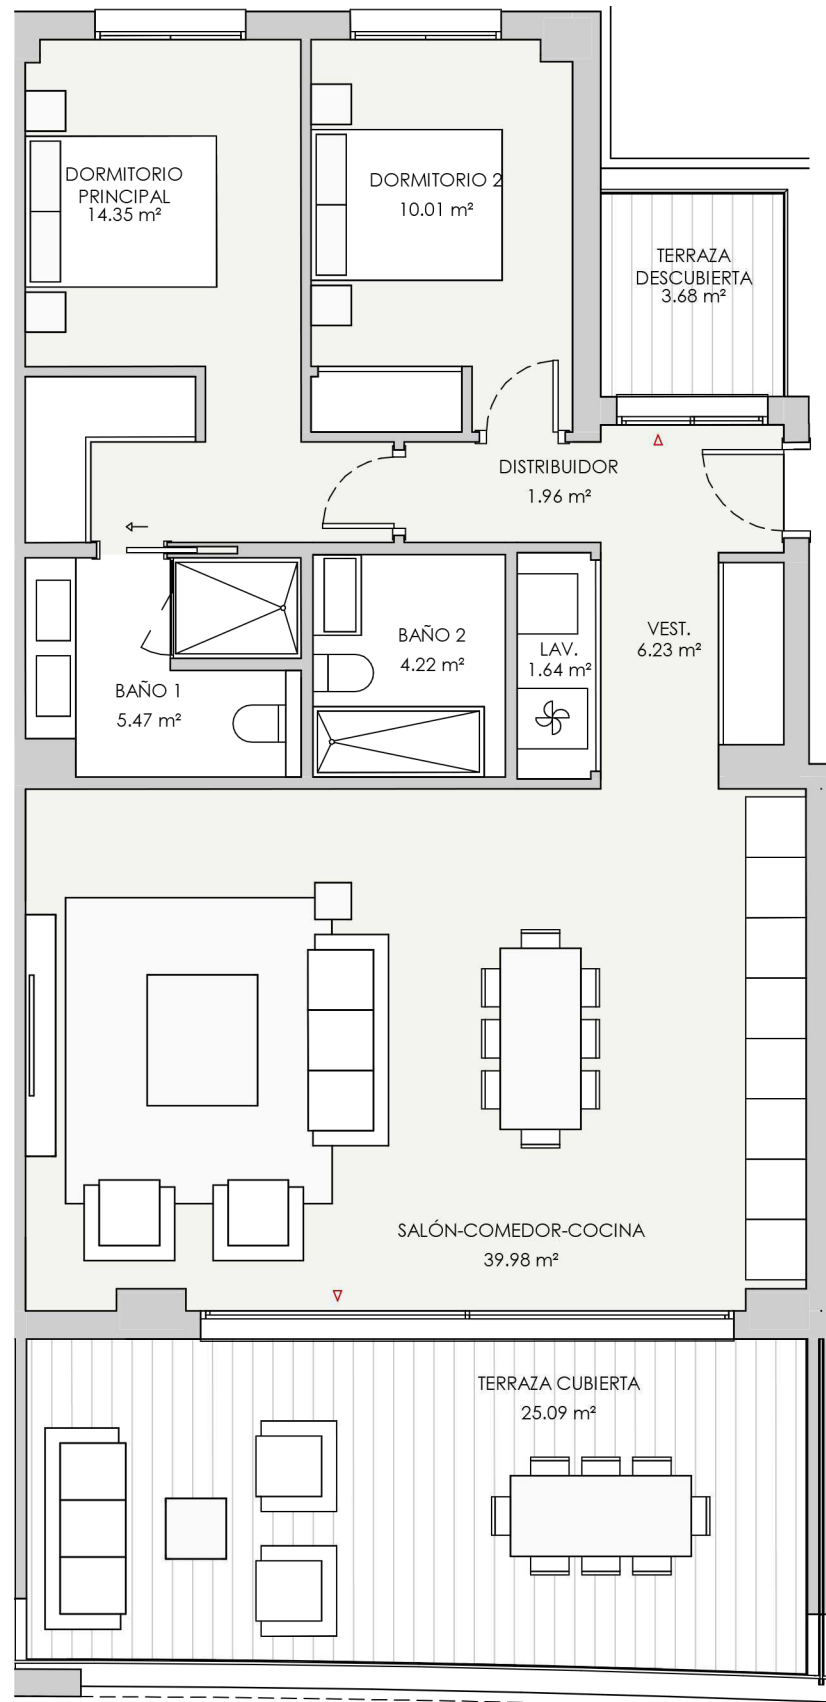 DORMITORIO
PRINCIPAL
14.35 m²
DORMITORIO 2
10.01 m²
TERRAZA
DESCUBIERTA
3.68 m²
DISTRIBUIDOR
1.96 m²
BAÑO 1
5.47 m²
BAÑO 2
4.22 m²
LAV.
1.64 m²
VEST.
6.23 m²
SALÓN-COMEDOR-COCINA
39.98 m²
TERRAZA CUBIERTA
25.09 m²